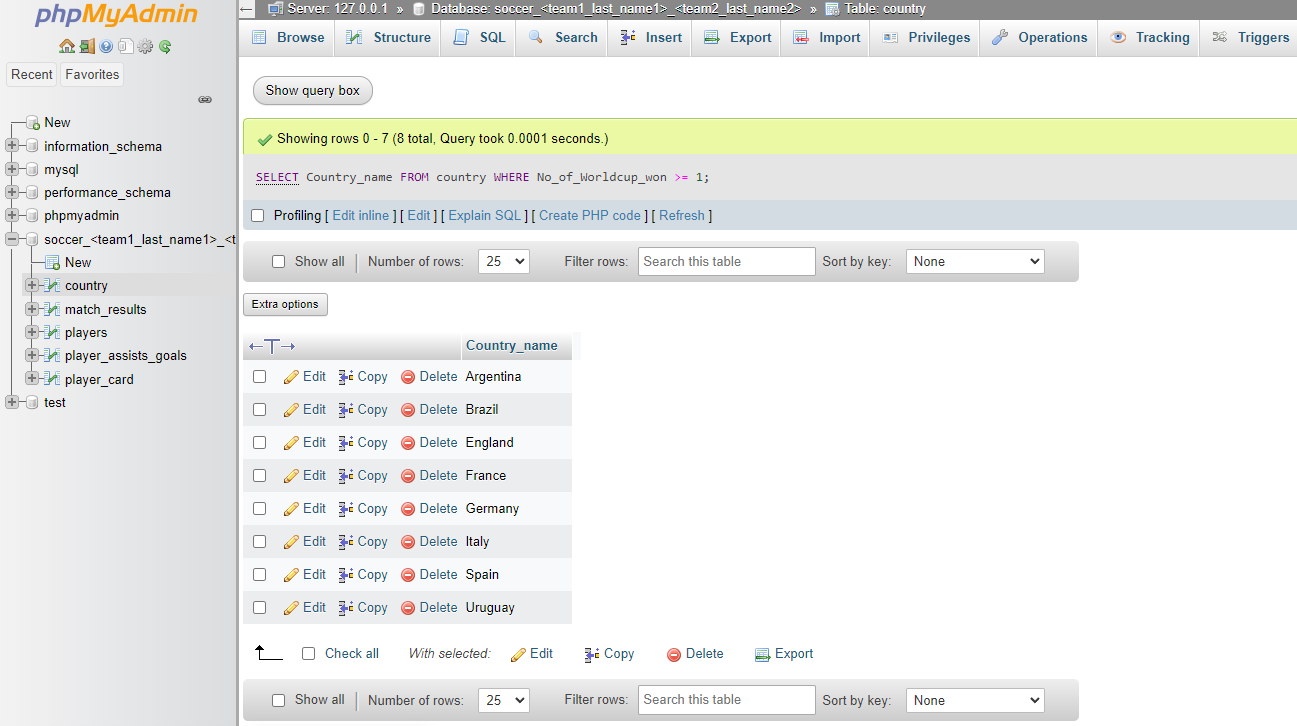 phpMyAdmin
Recent Favorites
New
information_schema
mysql
performance_schema
phpmyadmin
soccer_<team1_last_name1>_<t
New
country
match_results
players
player_assists_goals
player_card
test
Server: 127.0.0.1 » Database: soccer_<team1_last_name1>_<team2_last_name2> » Table: country
Browse Structure SQL Search Insert Export Import Privileges Operations Tracking Triggers
Show query box
Showing rows 0 - 7 (8 total, Query took 0.0001 seconds.)
SELECT Country_name FROM country WHERE No_of_Worldcup_won >= 1;
Profiling [ Edit inline ] [ Edit ] [ Explain SQL ] [ Create PHP code ] [ Refresh ]
Show all Number of rows: 25 Filter rows: Search this table Sort by key: None
Extra options
←T→ Country_name
Edit Copy Delete Argentina
Edit Copy Delete Brazil
Edit Copy Delete England
Edit Copy Delete France
Edit Copy Delete Germany
Edit Copy Delete Italy
Edit Copy Delete Spain
Edit Copy Delete Uruguay
Check all With selected: Edit Copy Delete Export
Show all Number of rows: 25 Filter rows: Search this table Sort by key: None